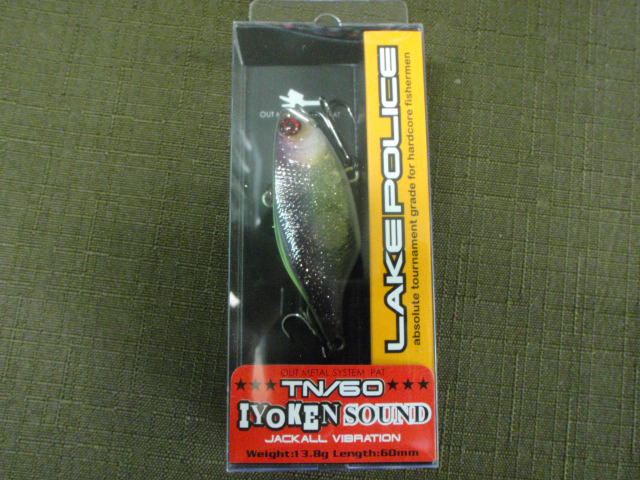 LAKE POLICE
absolute tournament grade for hardcore fishermen
OUT METAL SYSTEM PAT
★★★TN/60★★★
IYOKEN SOUND
JACKALL VIBRATION
Weight:13.8g Length:60mm